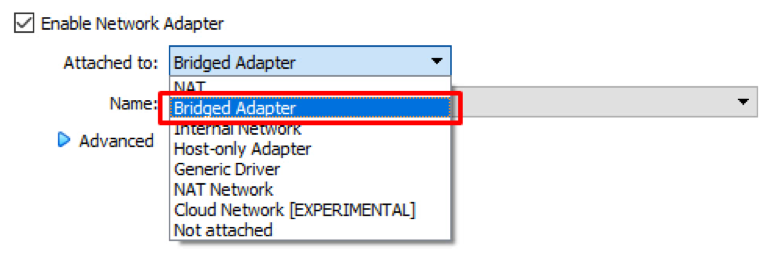 Enable Network Adapter
Attached to: Bridged Adapter
NAT
Name:
Bridged Adapter
Internal Network
Advanced
Host-only Adapter
Generic Driver
NAT Network
Cloud Network [EXPERIMENTAL]
Not attached